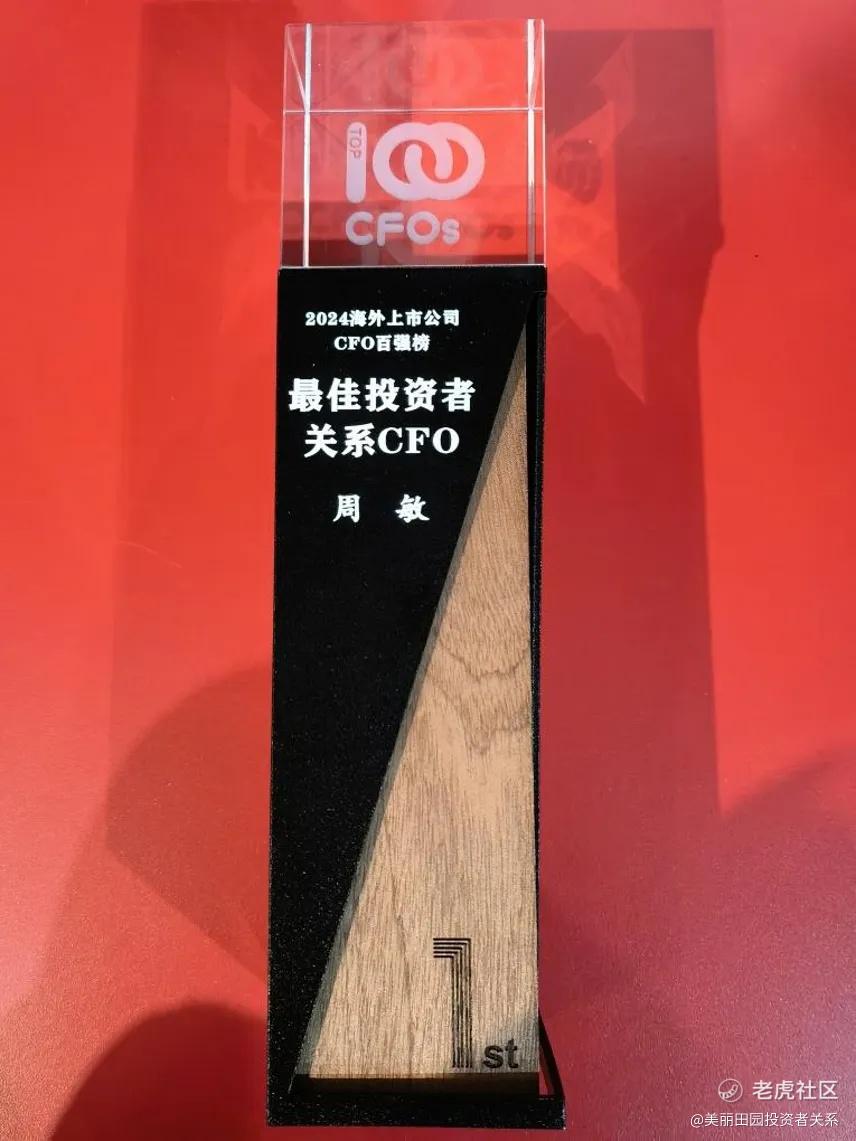 TOP
100
CFOs
2024海外上市公司
CFO百强榜
最佳投资者
关系CFO
周 敏
1st
老虎社区
@美丽田园投资者关系